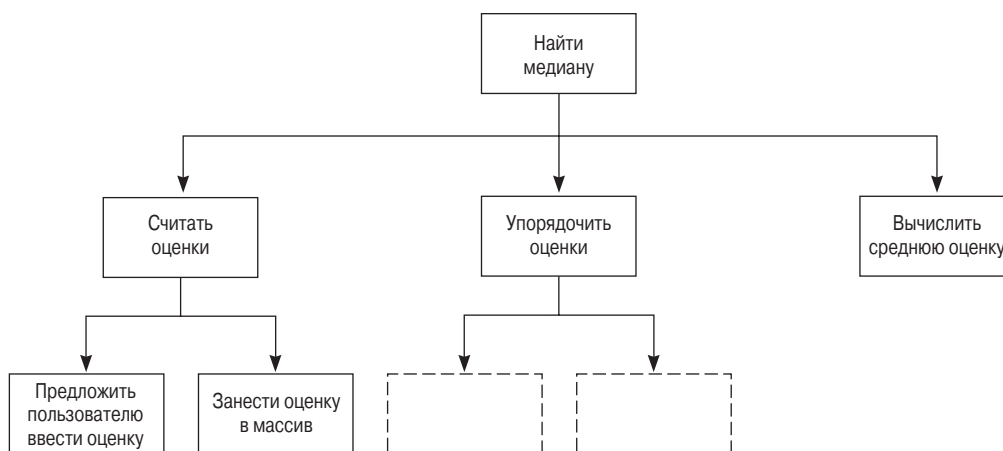 Найти
медиану
Считать
оценки
Упорядочить
оценки
Вычислить
среднюю оценку
Предложить
пользователю
ввести оценку
Занести оценку
в массив